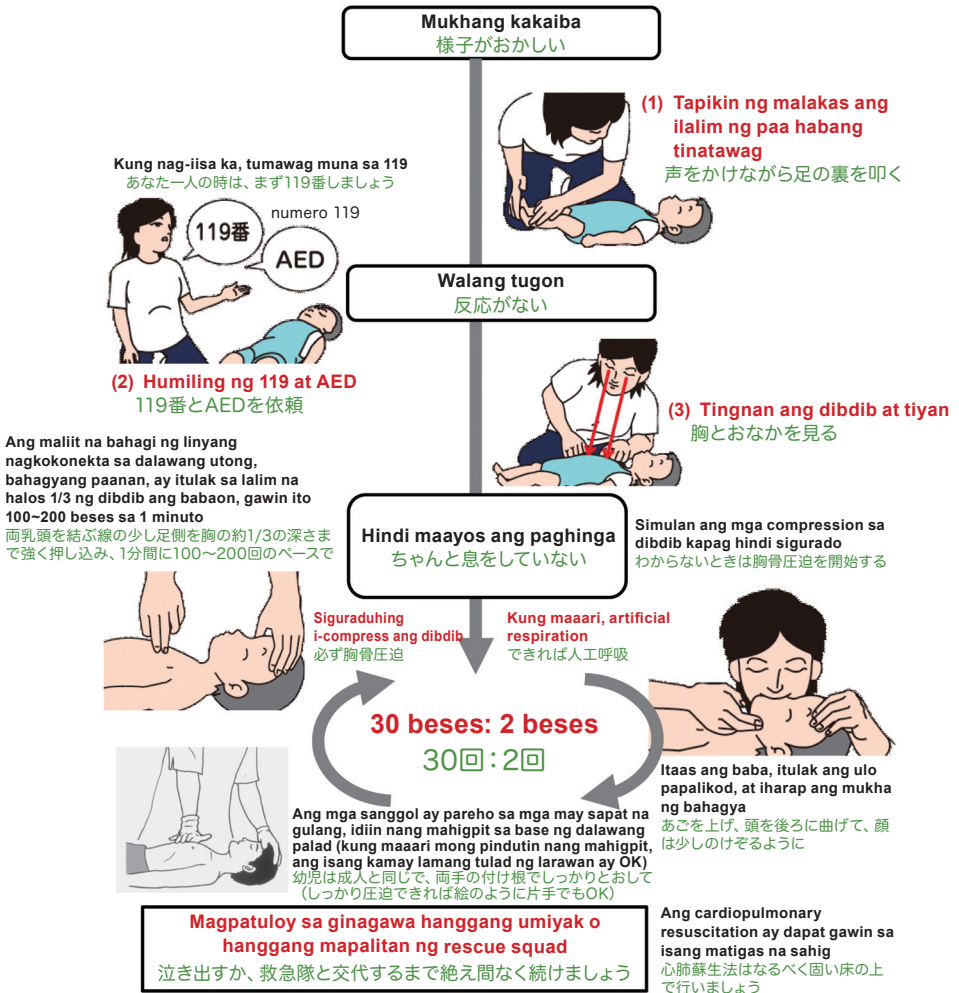 Mukhang kakaiba
様子がおかしい
(1) Tapikin ng malakas ang
ilalim ng paa habang
tinatawag
声をかけながら足の裏を叩く
Kung nag-iisa ka, tumawag muna sa 119
あなた一人の時は、まず119番しましょう
numero 119
119番
AED
Walang tugon
反応がない
(2) Humiling ng 119 at AED
119番とAEDを依頼
(3) Tingnan ang dibdib at tiyan
胸とおなかを見る
Ang maliit na bahagi ng linyang
nagkokonekta sa dalawang utong,
bahagyang paanan, ay itulak sa lalim na
halos 1/3 ng dibdib ang babaon, gawin ito
100~200 beses sa 1 minuto
両乳頭を結ぶ線の少し足側を胸の約1/3の深さま
で強く押し込み、1分間に100〜200回のペースで
Hindi maayos ang paghinga
ちゃんと息をしていない
Simulan ang mga compression sa
dibdib kapag hindi sigurado
わからないときは胸骨圧迫を開始する
Siguraduhing
i-compress ang dibdib
必ず胸骨圧迫
Kung maaari, artificial
respiration
できれば人工呼吸
30 beses: 2 beses
30回:2回
Itaas ang baba, itulak ang ulo
papalikod, at iharap ang mukha
ng bahagya
あごを上げ、頭を後ろに曲げて、顔
は少しのけぞるように
Ang mga sanggol ay pareho sa mga may sapat na
gulang, idiin nang mahigpit sa base ng dalawang
palad (kung maaari mong pindutin nang mahigpit,
ang isang kamay lamang tulad ng larawan ay OK)
幼児は成人と同じで、両手の付け根でしっかりとおして
(しっかり圧迫できれば絵のように片手でもOK)
Magpatuloy sa ginagawa hanggang umiyak o
hanggang mapalitan ng rescue squad
泣き出すか、救急隊と交代するまで絶え間なく続けましょう
Ang cardiopulmonary
resuscitation ay dapat gawin sa
isang matigas na sahig
心肺蘇生法はなるべく固い床の上
で行いましょう